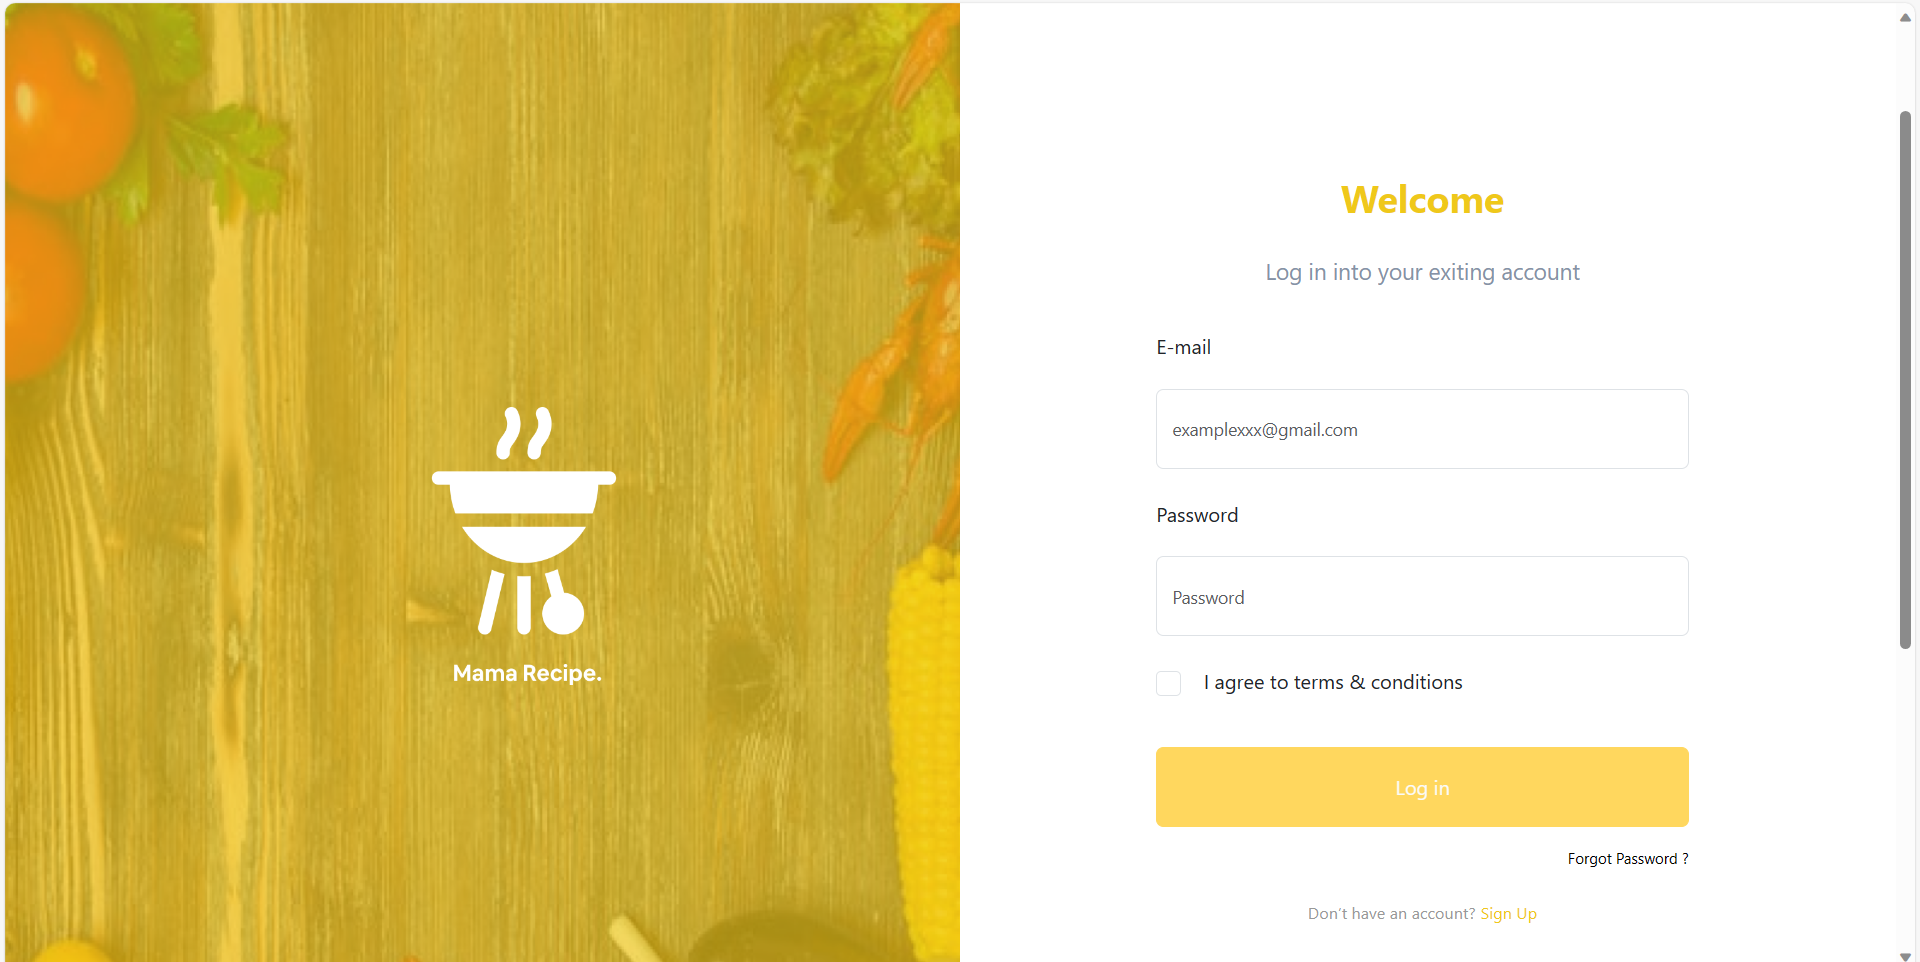 Mama Recipe.
Welcome
Log in into your exiting account
E-mail
examplexxx@gmail.com
Password
Password
I agree to terms & conditions
Log in
Forgot Password ?
Don't have an account? Sign Up